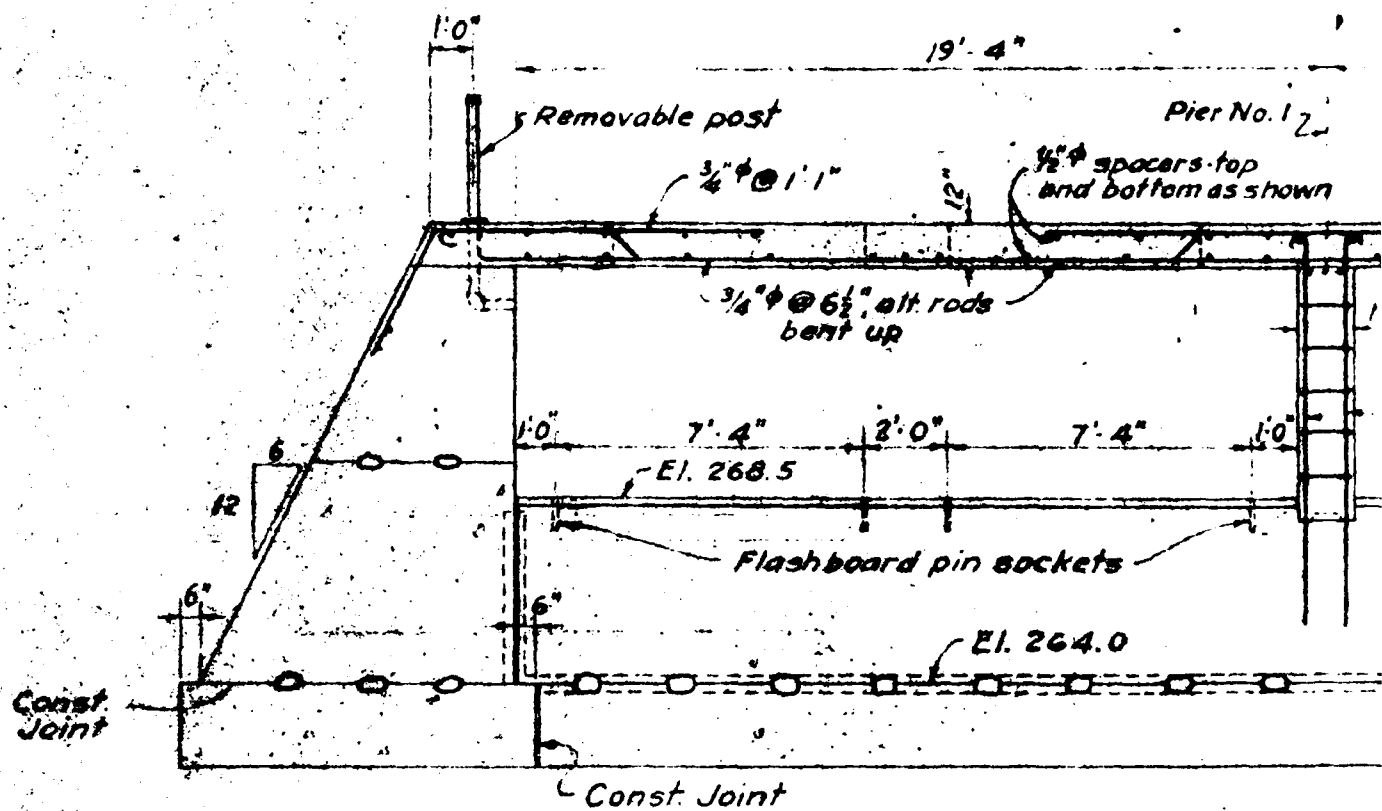 1'0"
19'-4"
Removable post
Pier No. 1
3/4"ϕ @ 1'1"
12"
1/2"ϕ spacers-top
and bottom as shown
3/4"ϕ @ 6 1/2", alt. rods
bent up
1'0"
7'-4"
2'-0"
7'-4"
1'0"
6
12
El. 268.5
Flashboard pin sockets
6"
6"
El. 264.0
Const.
Joint
Const. Joint